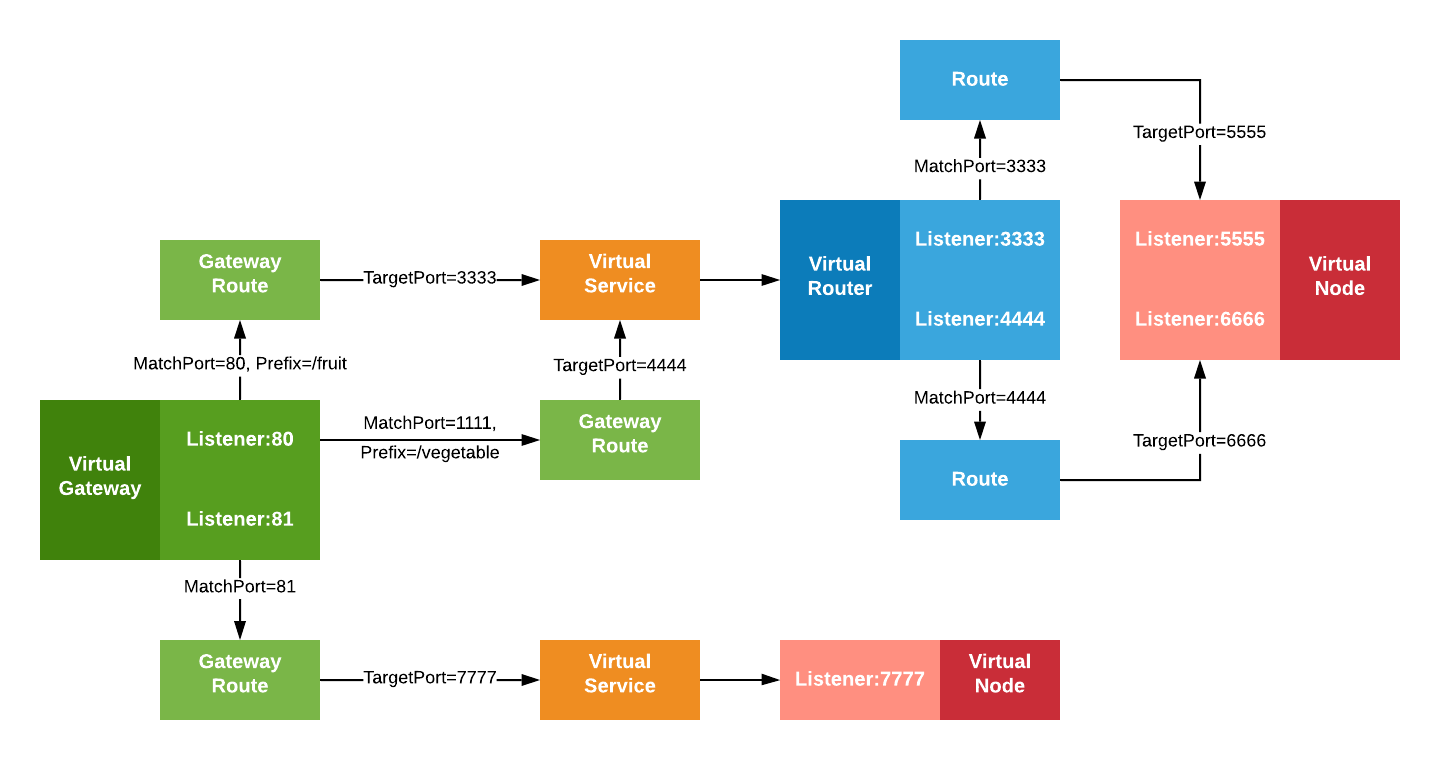 Route
TargetPort=5555
MatchPort=3333
Gateway
Route
TargetPort=3333
Virtual
Service
Virtual
Router
Listener:3333
Listener:4444
Listener:5555
Listener:6666
Virtual
Node
MatchPort=80, Prefix=/fruit
TargetPort=4444
MatchPort=4444
Virtual
Gateway
Listener:80
Listener:81
MatchPort=1111,
Prefix=/vegetable
Gateway
Route
Route
TargetPort=6666
MatchPort=81
Gateway
Route
TargetPort=7777
Virtual
Service
Listener:7777
Virtual
Node